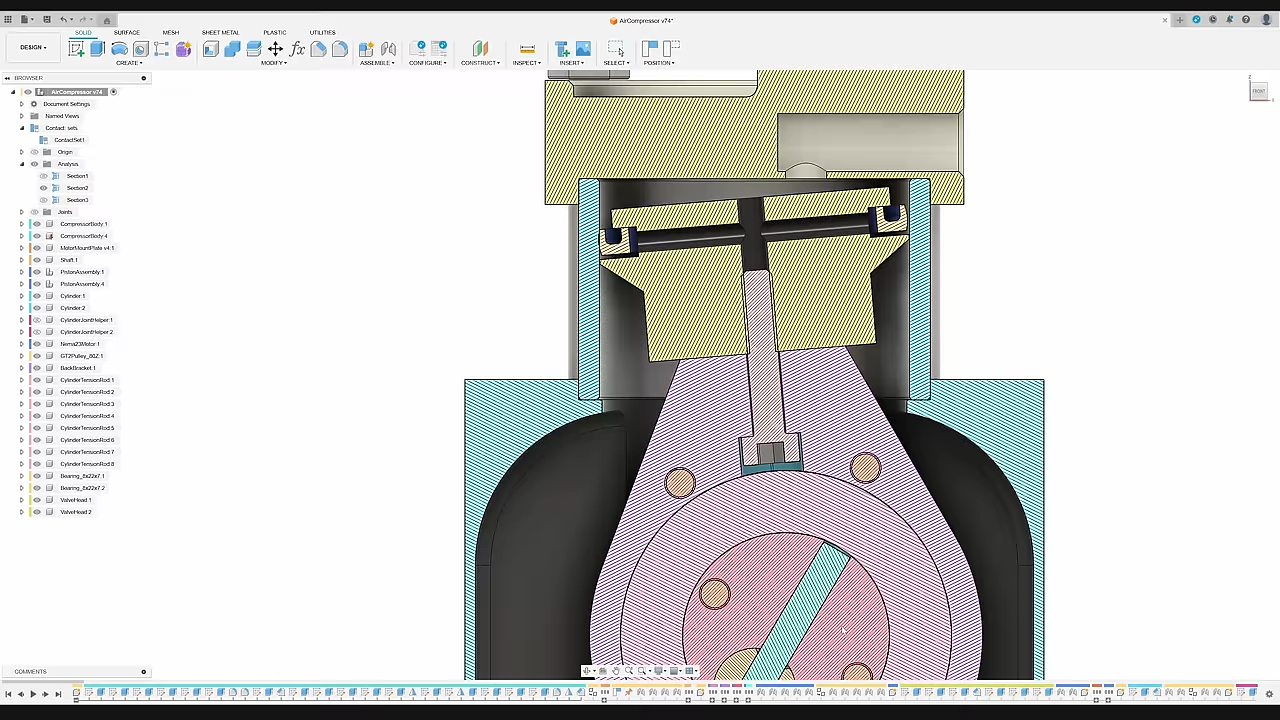 AirCompressor v74*
SOLID SURFACE MESH SHEET METAL PLASTIC UTILITIES
DESIGN
CREATE MODIFY ASSEMBLE CONFIGURE CONSTRUCT INSPECT INSERT SELECT POSITION
BROWSER
AirCompressor v74
Document Settings
Named Views
Contact sets
ContactSet1
Origin
Analysis
Section1
Section2
Section3
Joints
CompressorBody:1
CompressorBody:4
MotorMountPlate v4:1
Shaft:1
PistonAssembly:1
PistonAssembly:4
Cylinder:1
Cylinder:2
CylinderJointHelper:1
CylinderJointHelper:2
Nema23Motor:1
GT2Pulley_80Z:1
BackBracket:1
CylinderTensionRod:1
CylinderTensionRod:2
CylinderTensionRod:3
CylinderTensionRod:4
CylinderTensionRod:5
CylinderTensionRod:6
CylinderTensionRod:7
CylinderTensionRod:8
Bearing_8x22x7:1
Bearing_8x22x7:2
ValveHead:1
ValveHead:2
FRONT
COMMENTS